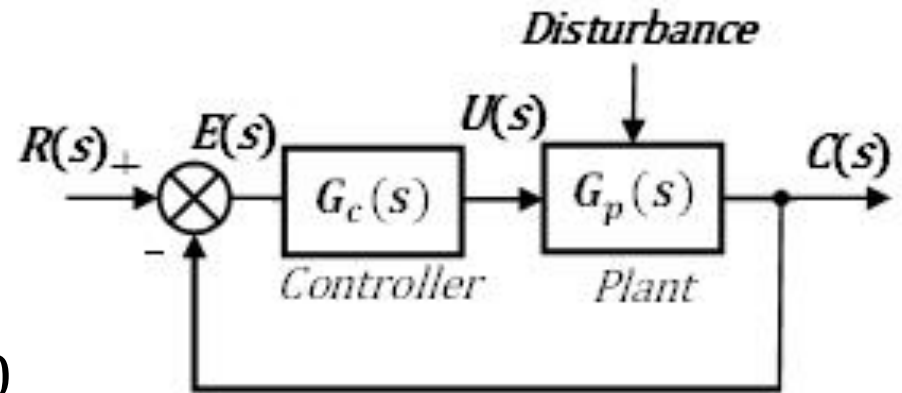 Disturbance
R(s) + E(s) U(s) C(s)
G_c(s) G_p(s)
-
Controller Plant
)